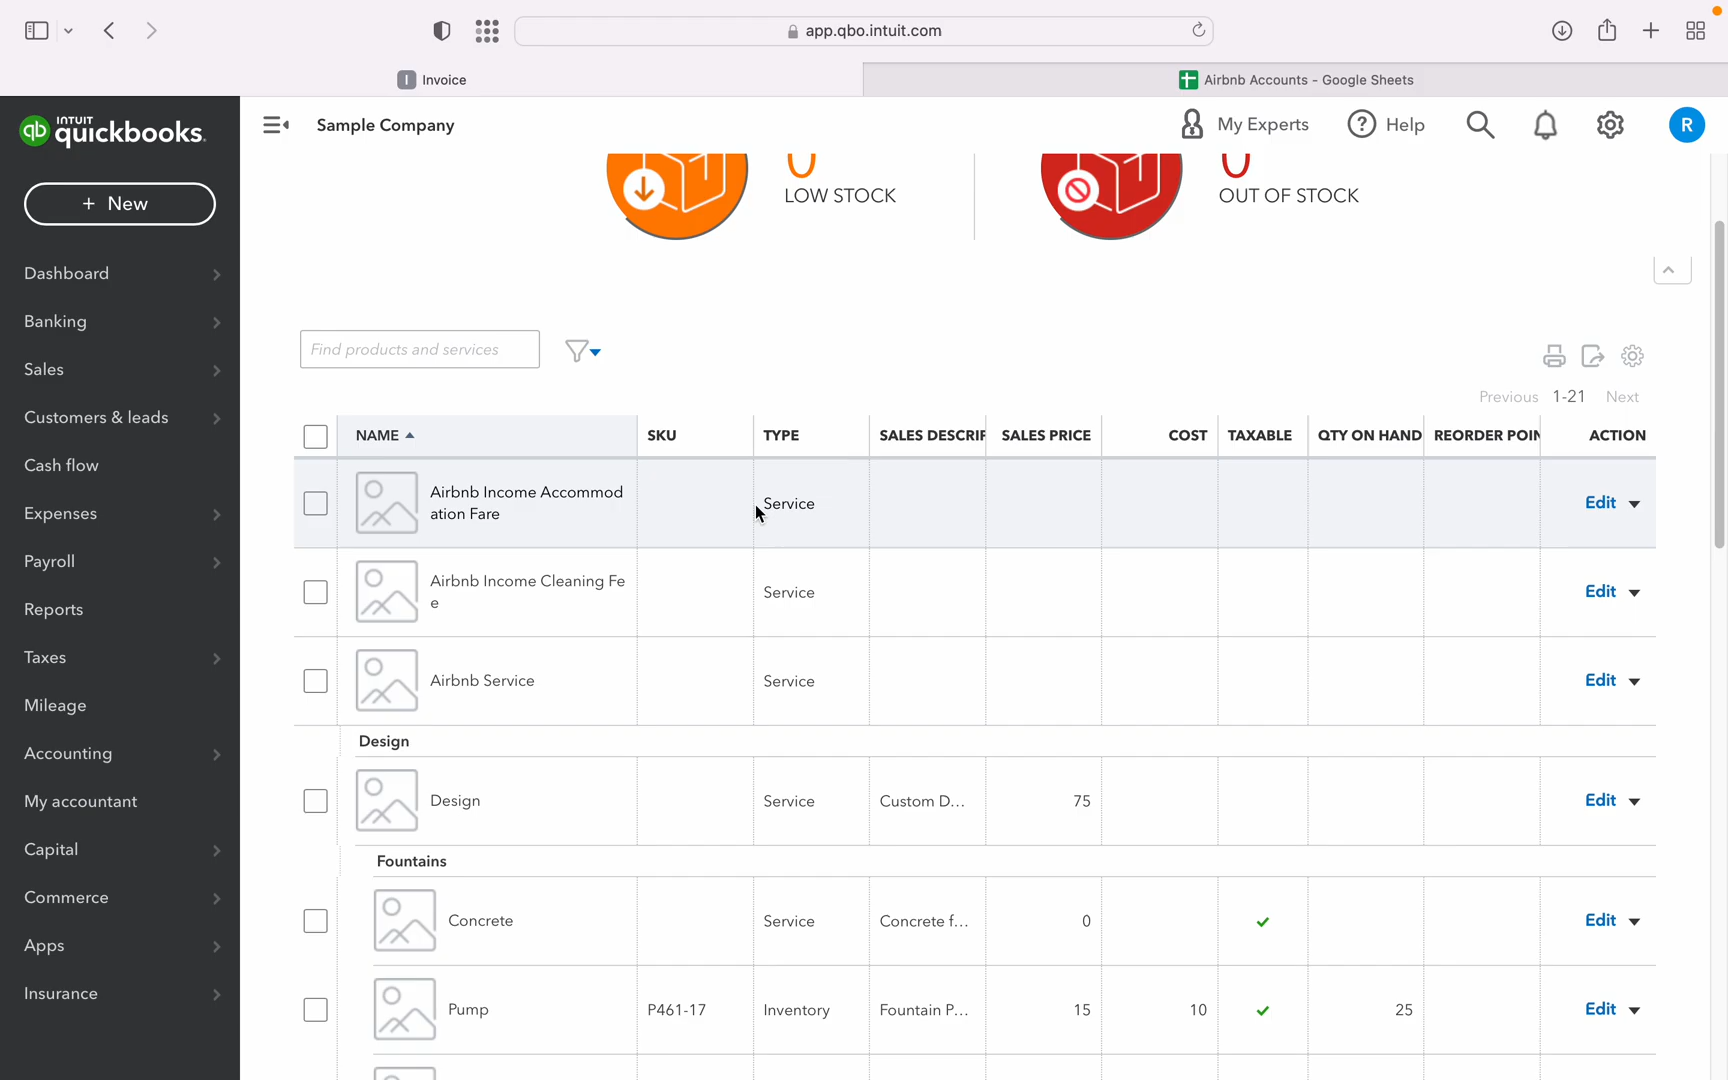 app.qbo.intuit.com
I Invoice
Airbnb Accounts - Google Sheets
INTUIT
qb quickbooks.
Sample Company
My Experts
Help
R
+ New
0
LOW STOCK
0
OUT OF STOCK
Dashboard
Banking
Sales
Customers & leads
Cash flow
Expenses
Payroll
Reports
Taxes
Mileage
Accounting
My accountant
Capital
Commerce
Apps
Insurance
Find products and services
Previous 1-21 Next
NAME SKU TYPE SALES DESCRIP SALES PRICE COST TAXABLE QTY ON HAND REORDER POIN ACTION
Airbnb Income Accommod
ation Fare
Service Edit
Airbnb Income Cleaning Fe
e
Service Edit
Airbnb Service Service Edit
Design
Design Service Custom D... 75 Edit
Fountains
Concrete Service Concrete f... 0 Edit
Pump P461-17 Inventory Fountain P... 15 10 25 Edit